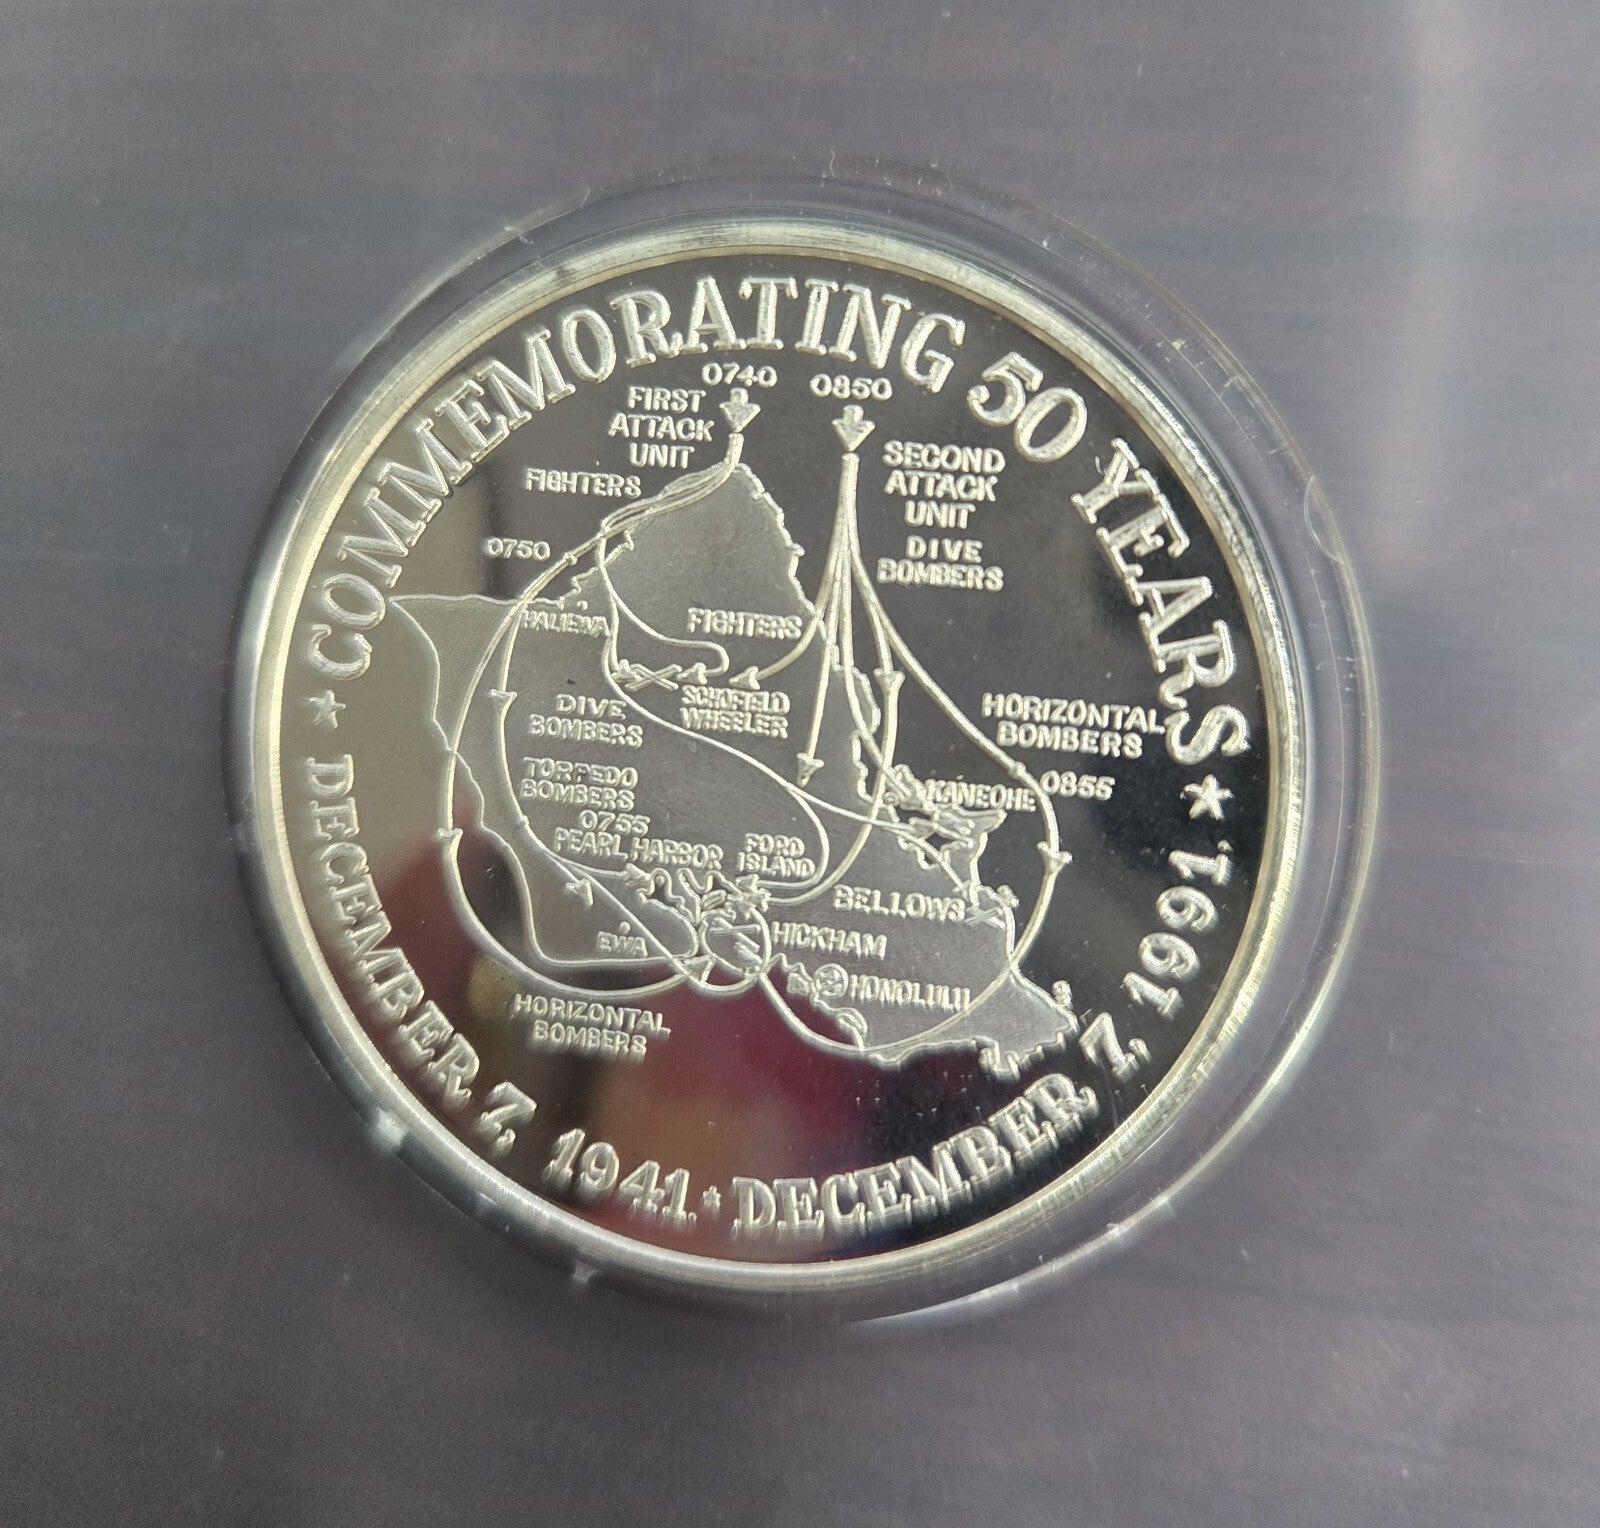 COMMEMORATING 50 YEARS
0740
0850
FIRST
ATTACK
UNIT
FIGHTERS
SECOND
ATTACK
UNIT
DIVE
BOMBERS
0750
HALIEWA
FIGHTERS
SCHOFIELD
WHEELER
DIVE
BOMBERS
HORIZONTAL
BOMBERS
TORPEDO
BOMBERS
0755
PEARL HARBOR
FORD
ISLAND
KANEOHE
0855
BELLOWS
EWA
HICKHAM
HONOLULU
HORIZONTAL
BOMBERS
DECEMBER 7, 1941. * DECEMBER 7, 1991.